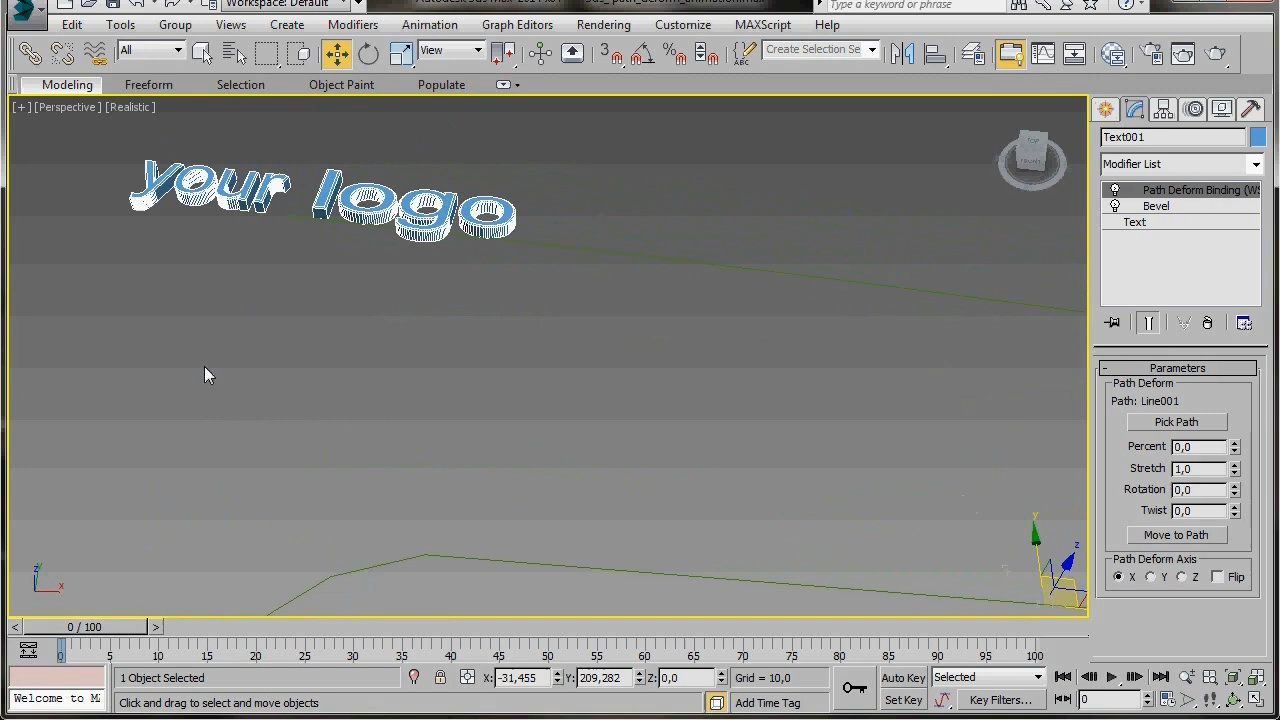 Workspace: Default
Type a keyword or phrase
Edit Tools Group Views Create Modifiers Animation Graph Editors Rendering Customize MAXScript Help
All
View
3
%
ABC
Create Selection Se
Modeling Freeform Selection Object Paint Populate
[+] [Perspective] [Realistic]
your logo
TOP
FRONT
y
z
z
x
Text001
Modifier List
Path Deform Binding (WS
Bevel
Text
- Parameters
Path Deform
Path: Line001
Pick Path
Percent 0,0
Stretch 1,0
Rotation 0,0
Twist 0,0
Move to Path
Path Deform Axis
X Y Z Flip
< 0 / 100 >
0 5 10 15 20 25 30 35 40 45 50 55 60 65 70 75 80 85 90 95 100
1 Object Selected
X: -31,455 Y: 209,282 Z: 0,0
Grid = 10,0
Auto Key Selected
Welcome to M
Click and drag to select and move objects
Add Time Tag
Set Key Key Filters...
0